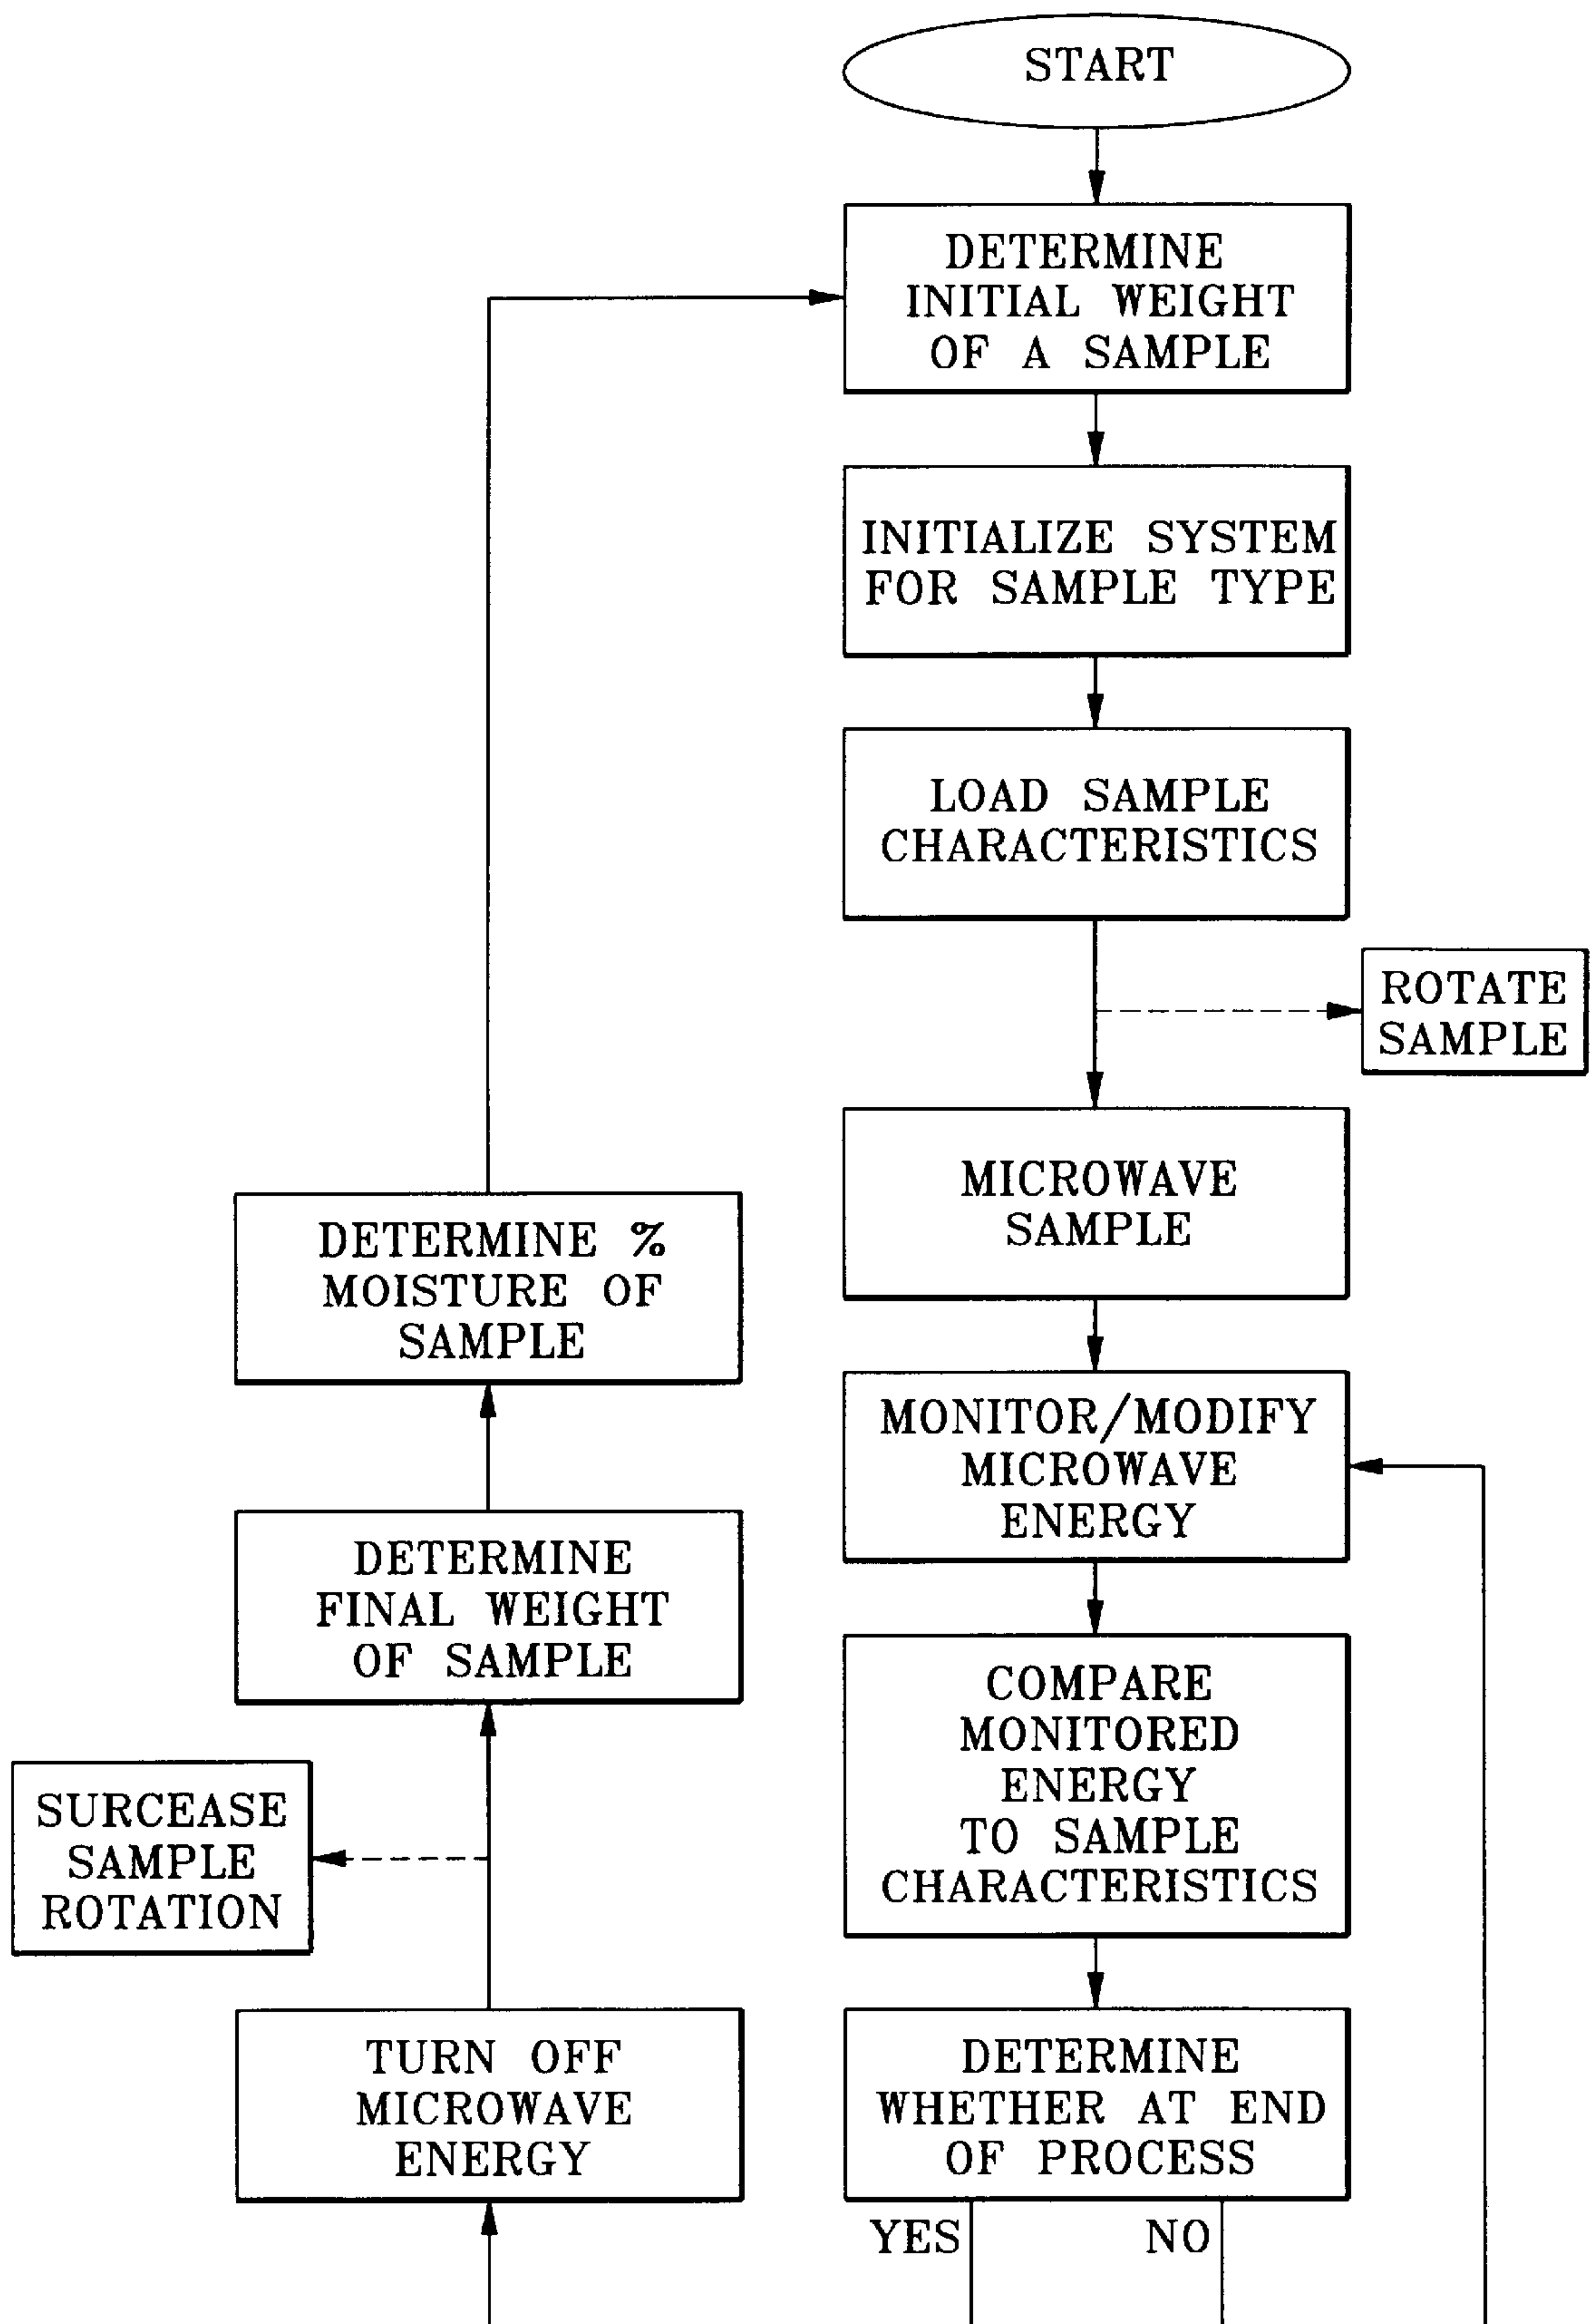 START
DETERMINE
INITIAL WEIGHT
OF A SAMPLE
INITIALIZE SYSTEM
FOR SAMPLE TYPE
LOAD SAMPLE
CHARACTERISTICS
ROTATE
SAMPLE
MICROWAVE
SAMPLE
MONITOR/MODIFY
MICROWAVE
ENERGY
COMPARE
MONITORED
ENERGY
TO SAMPLE
CHARACTERISTICS
DETERMINE
WHETHER AT END
OF PROCESS
YES
NO
TURN OFF
MICROWAVE
ENERGY
SURCEASE
SAMPLE
ROTATION
DETERMINE
FINAL WEIGHT
OF SAMPLE
DETERMINE %
MOISTURE OF
SAMPLE